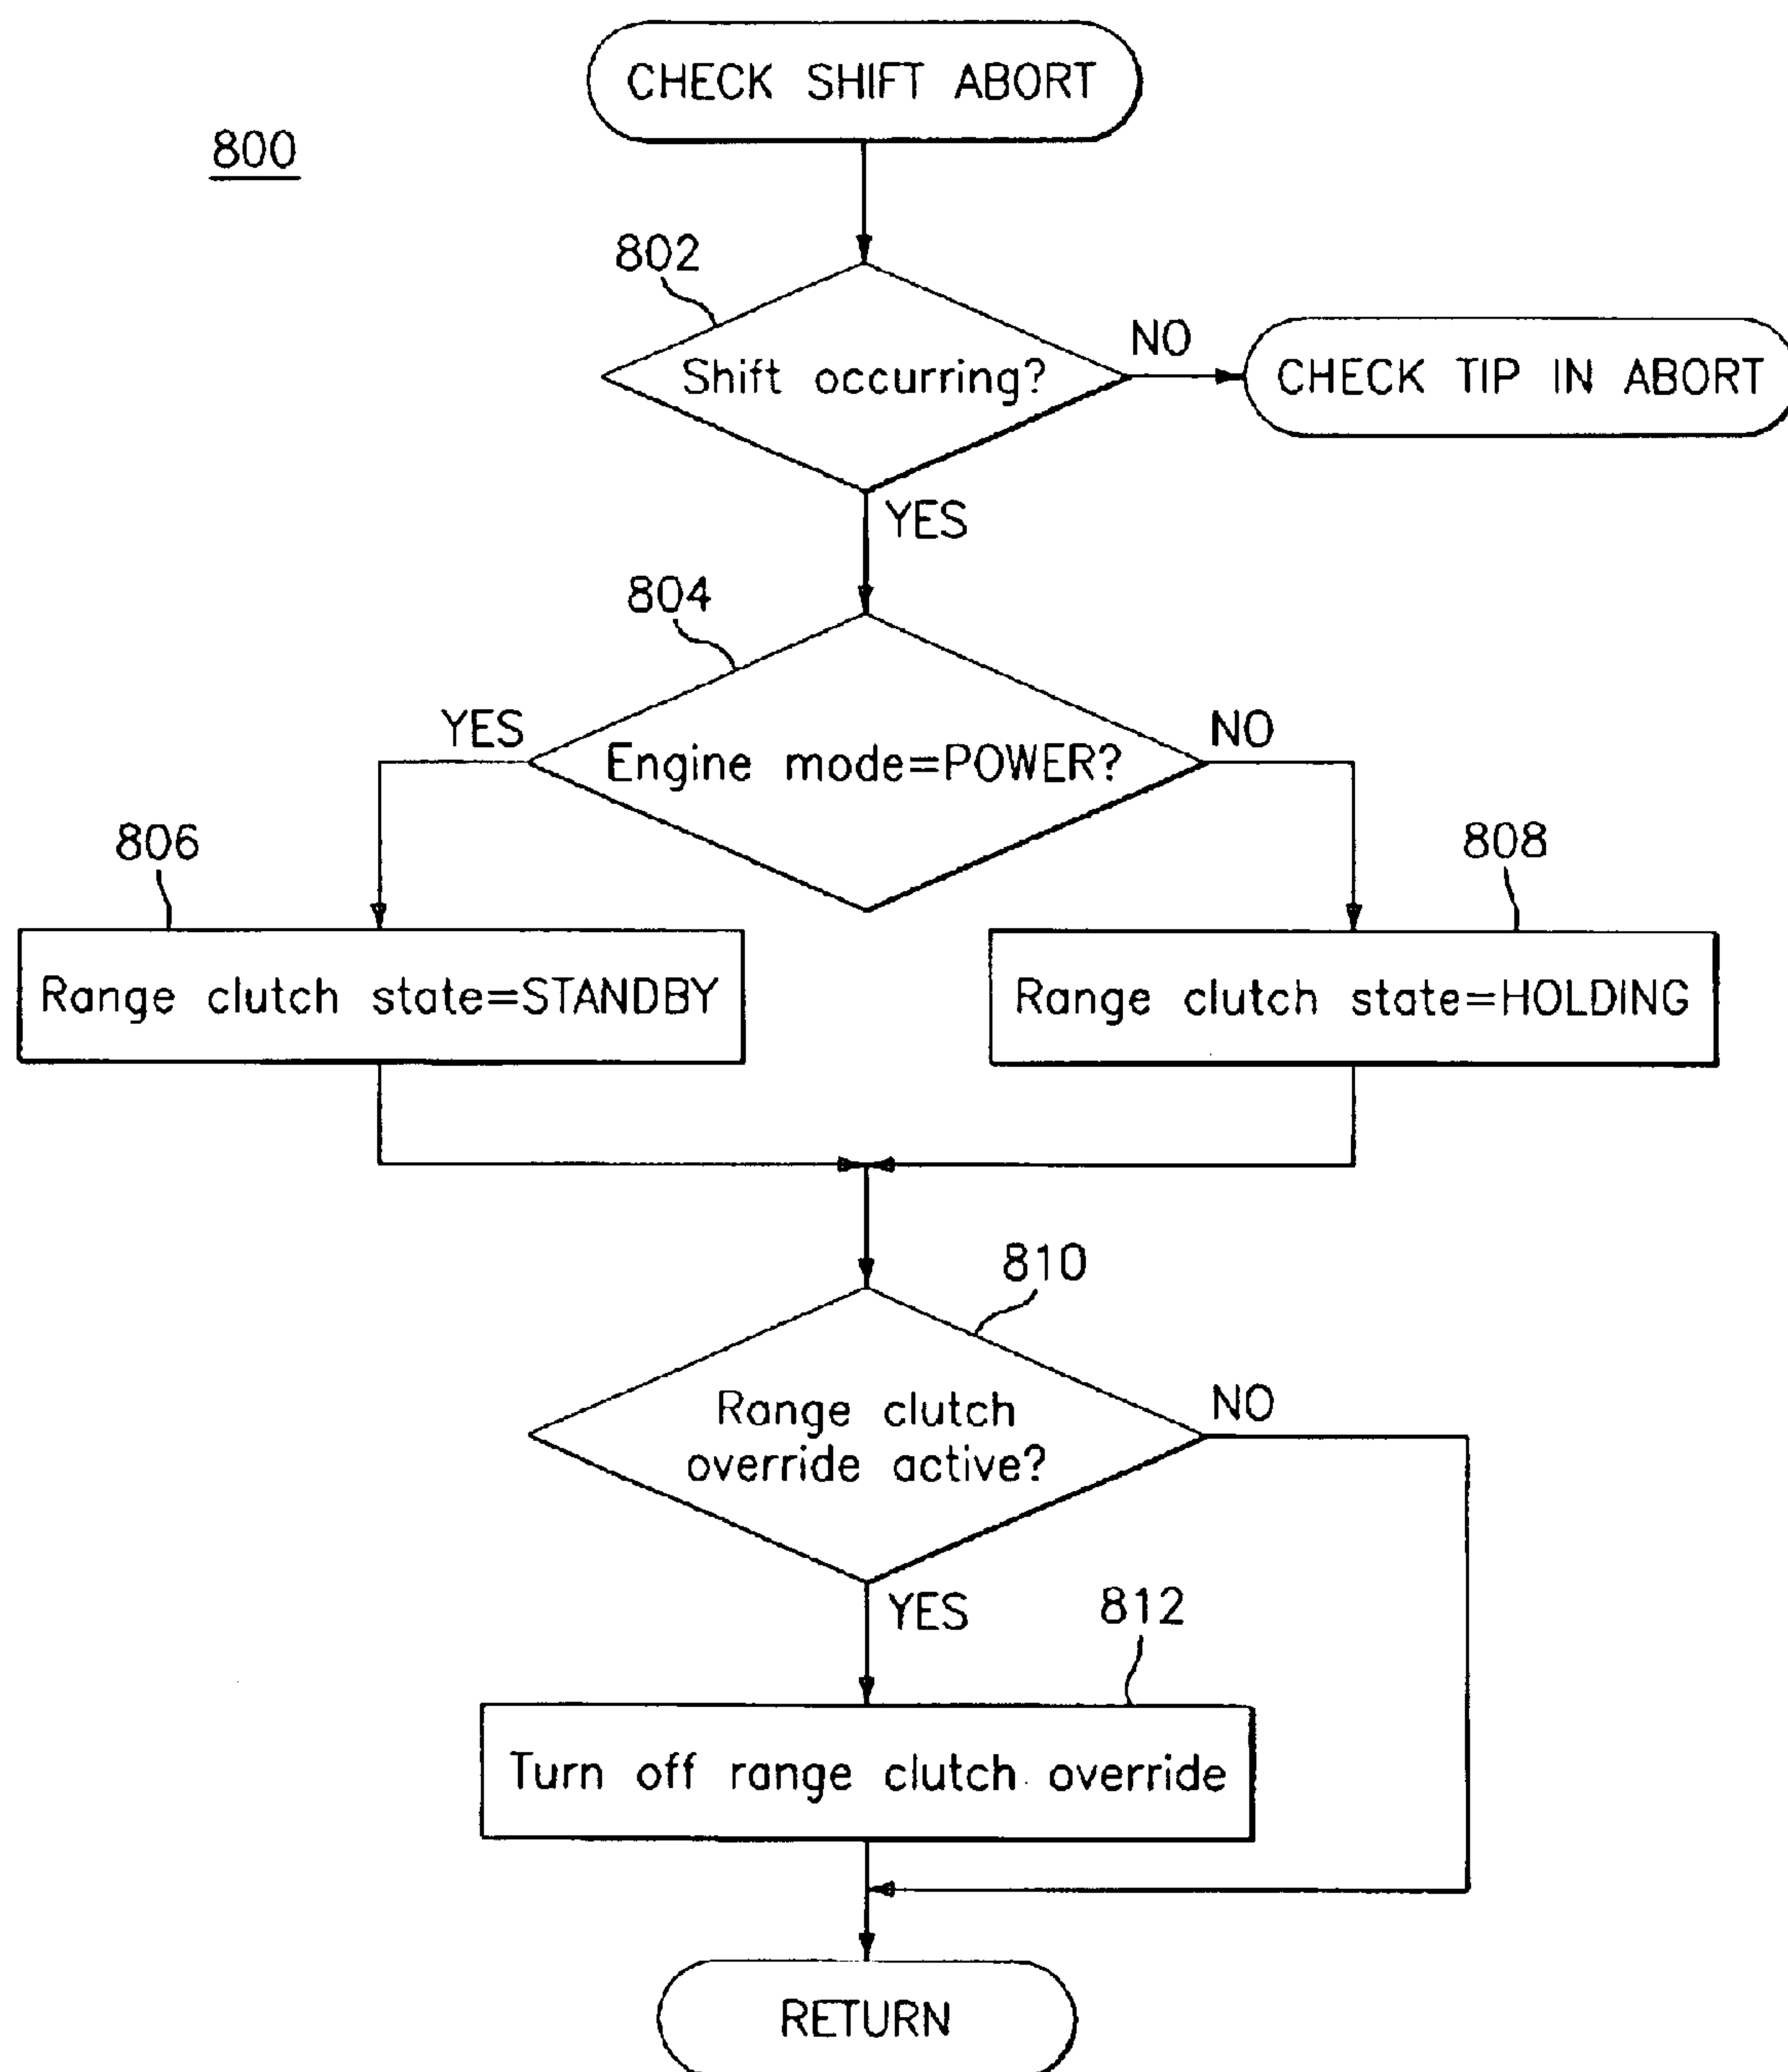 CHECK SHIFT ABORT
800
802
Shift occurring?
NO
CHECK TIP IN ABORT
YES
804
Engine mode=POWER?
YES
NO
806
808
Range clutch state=STANDBY
Range clutch state=HOLDING
810
Range clutch
override active?
NO
YES
812
Turn off range clutch override
RETURN